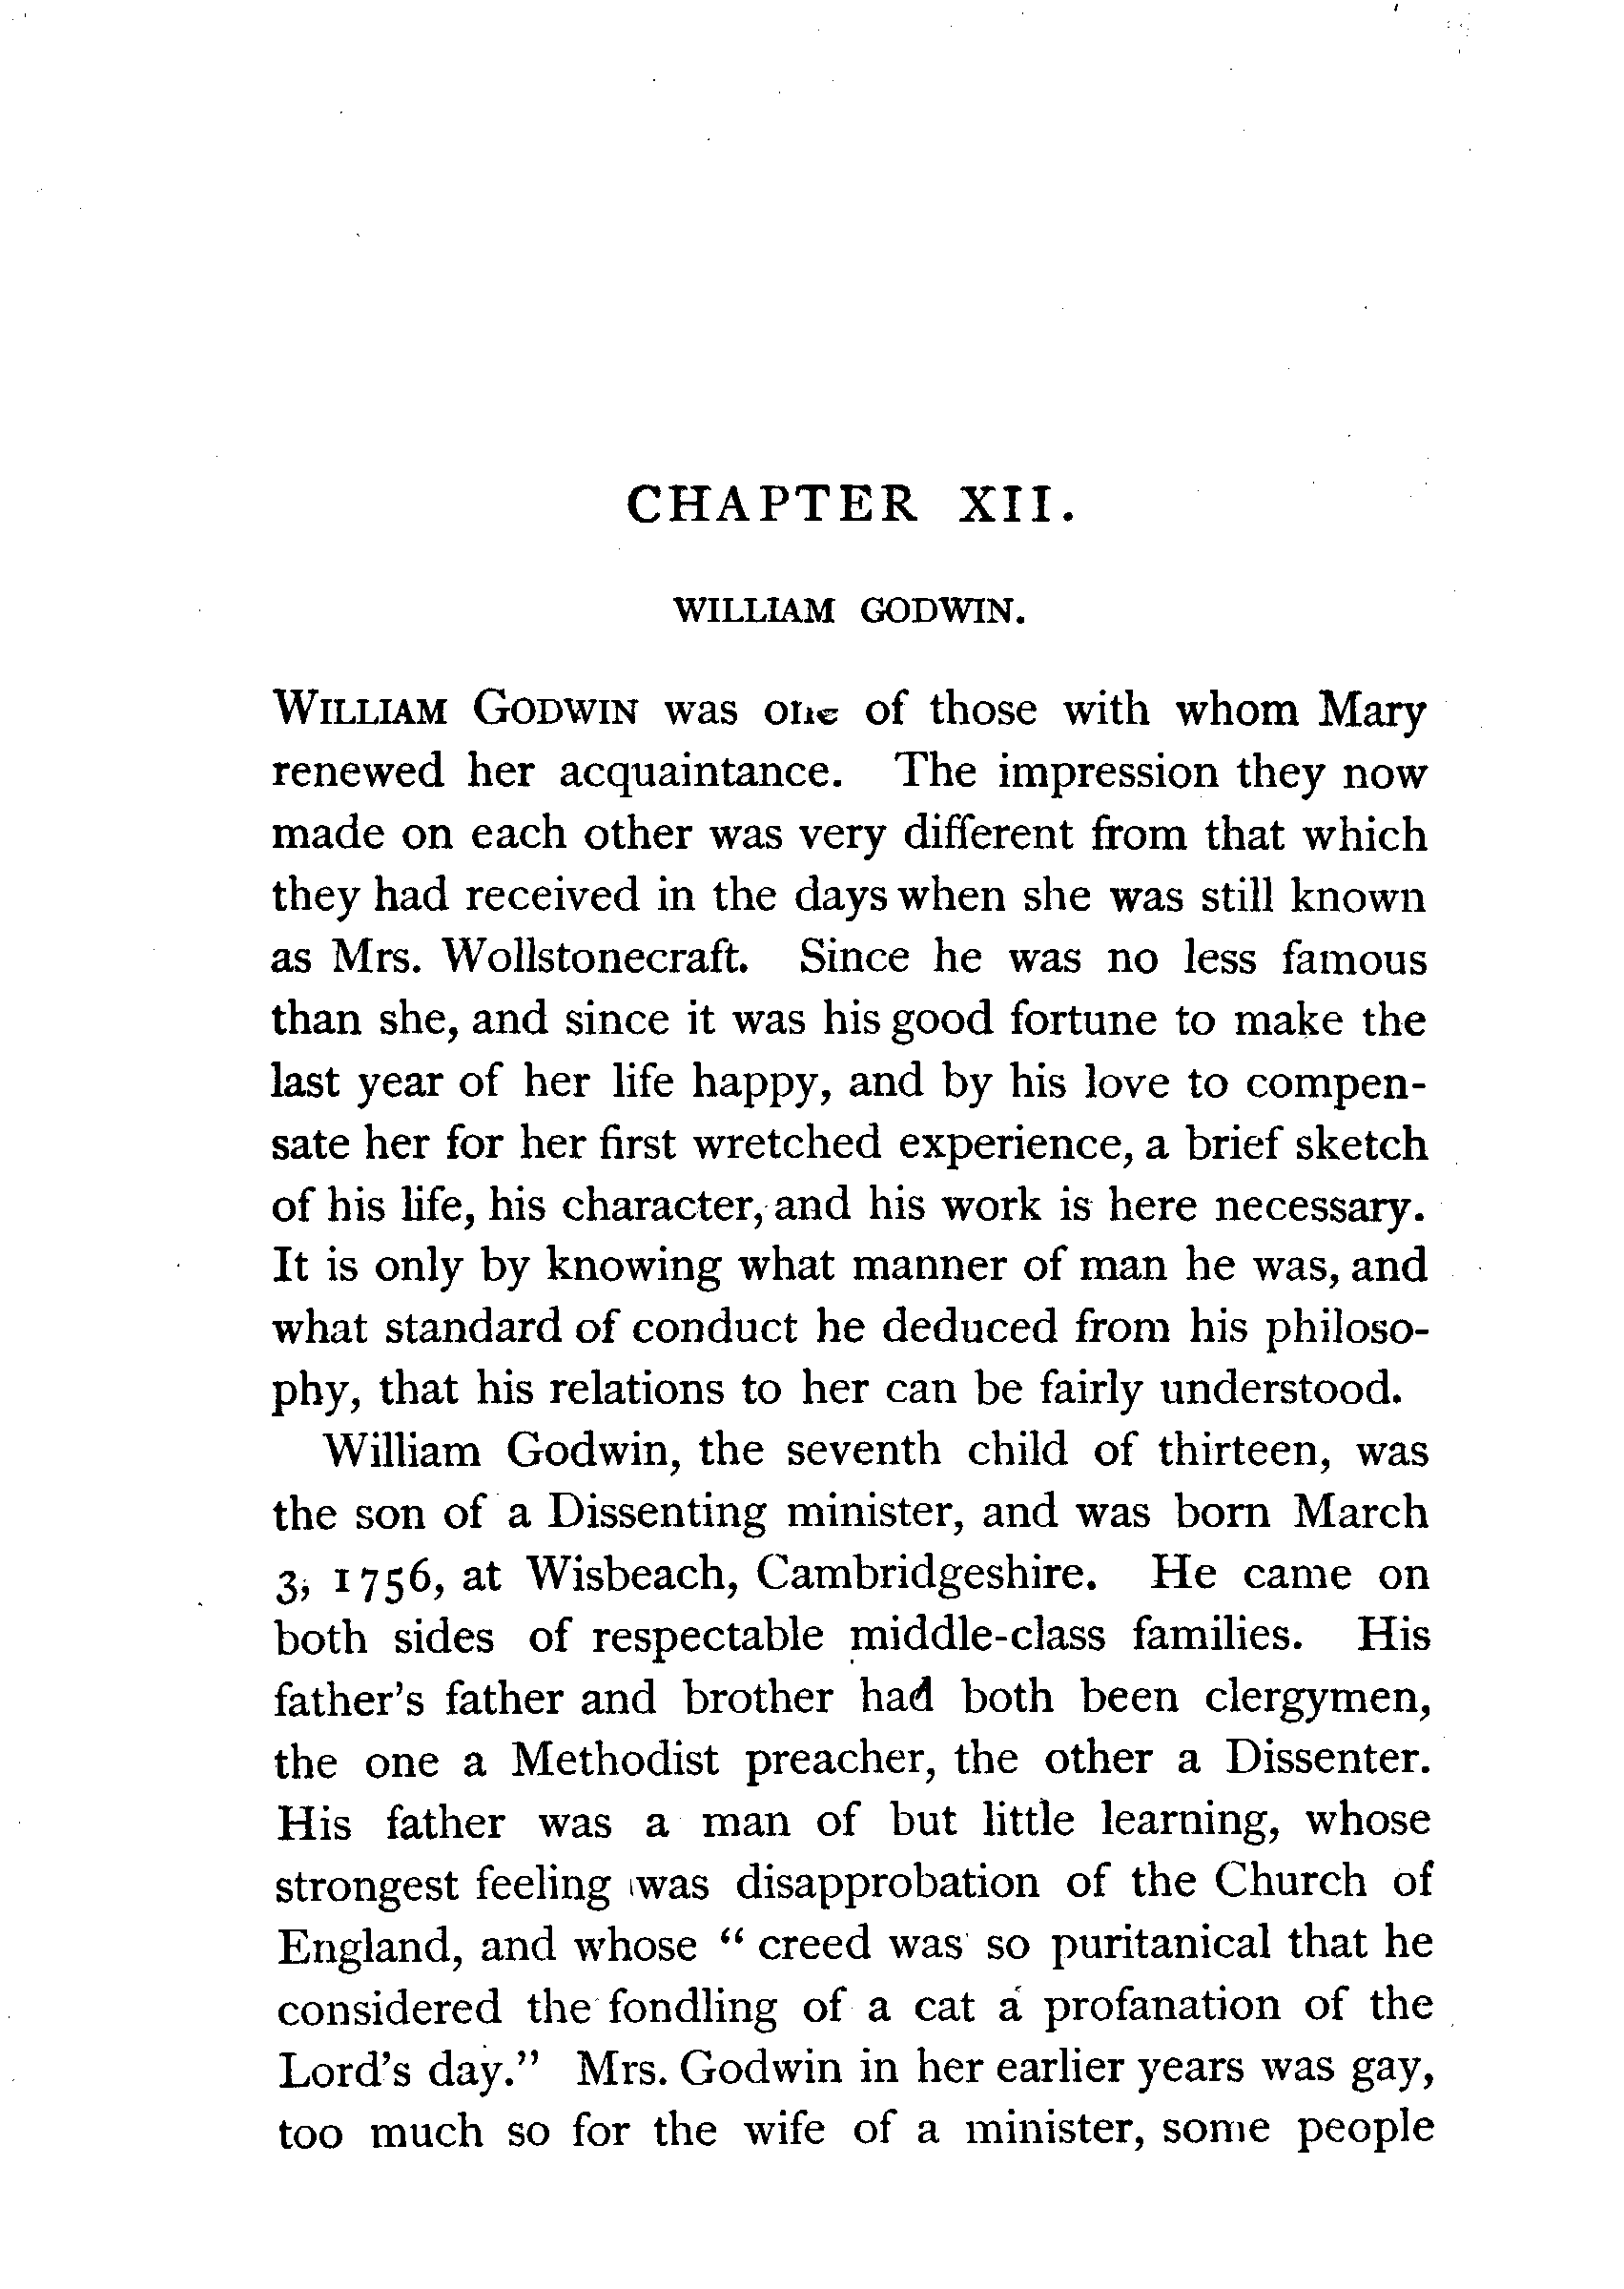 CHAPTER XII.
WILLIAM GODWIN.
WILLIAM GODWIN was one of those with whom Mary
renewed her acquaintance. The impression they now
made on each other was very different from that which
they had received in the days when she was still known
as Mrs. Wollstonecraft. Since he was no less famous
than she, and since it was his good fortune to make the
last year of her life happy, and by his love to compen-
sate her for her first wretched experience, a brief sketch
of his life, his character, and his work is here necessary.
It is only by knowing what manner of man he was, and
what standard of conduct he deduced from his philoso-
phy, that his relations to her can be fairly understood.
William Godwin, the seventh child of thirteen, was
the son of a Dissenting minister, and was born March
3, 1756, at Wisbeach, Cambridgeshire. He came on
both sides of respectable middle-class families. His
father's father and brother had both been clergymen,
the one a Methodist preacher, the other a Dissenter.
His father was a man of but little learning, whose
strongest feeling was disapprobation of the Church of
England, and whose “ creed was so puritanical that he
considered the fondling of a cat a profanation of the
Lord's day.” Mrs. Godwin in her earlier years was gay,
too much so for the wife of a minister, some people